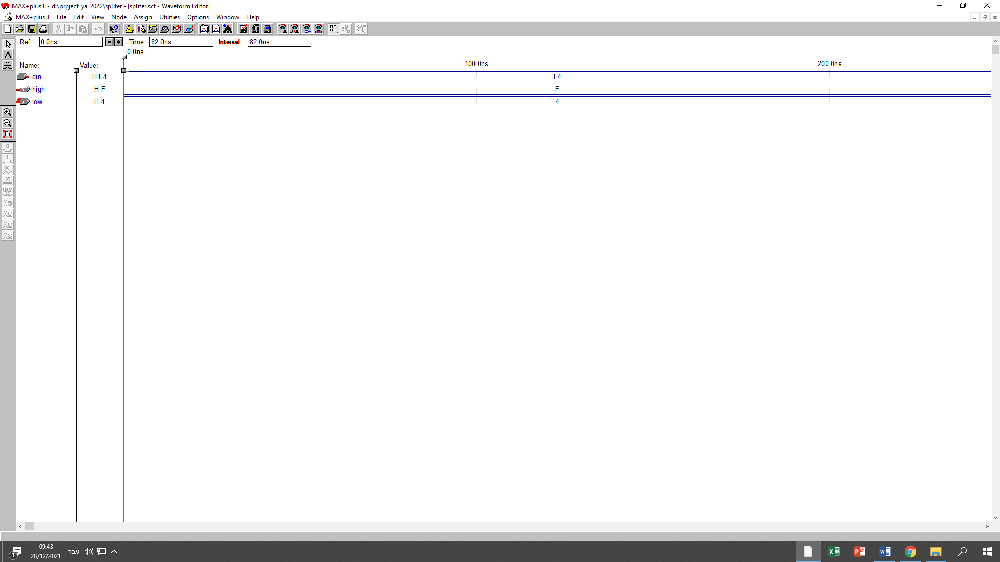 MAX+plus II - d:\prpject_ya_2022\spliter - [spliter.scf - Waveform Editor]
MAX+plus II File Edit View Node Assign Utilities Options Window Help
Ref: 0.0ns Time: 82.0ns Interval: 82.0ns
0.0ns
Name: Value: 100.0ns 200.0ns
din H F4 F4
high H F F
low H 4 4
09:43
28/12/2021
עבר
1